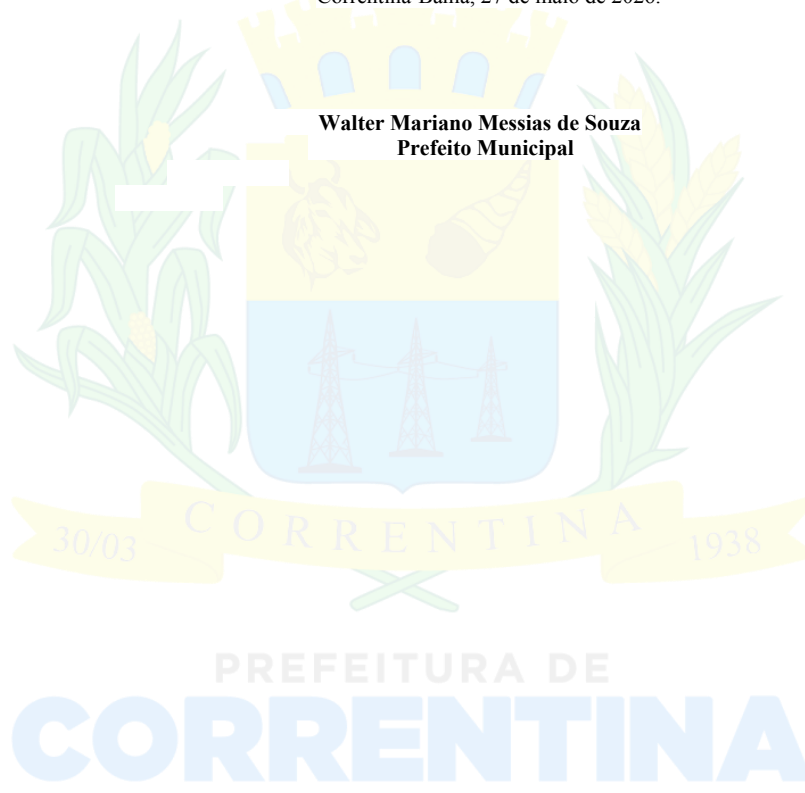 Correntina-Bahia, 27 de maio de 2026.
Walter Mariano Messias de Souza
Prefeito Municipal
30/03 CORRENTINA 1938
PREFEITURA DE
CORRENTINA